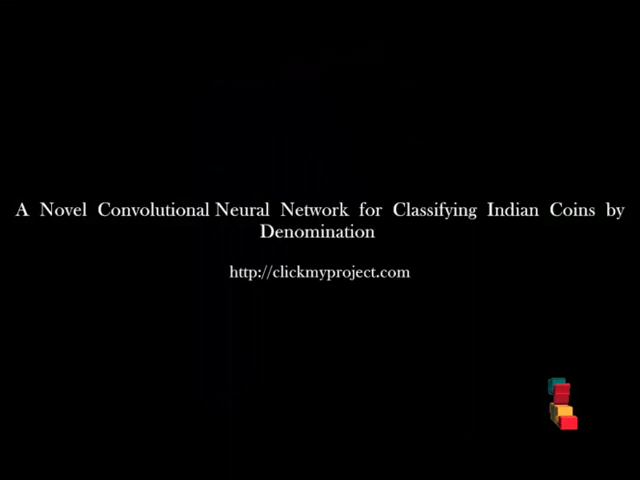 A Novel Convolutional Neural Network for Classifying Indian Coins by
Denomination
http://clickmyproject.com